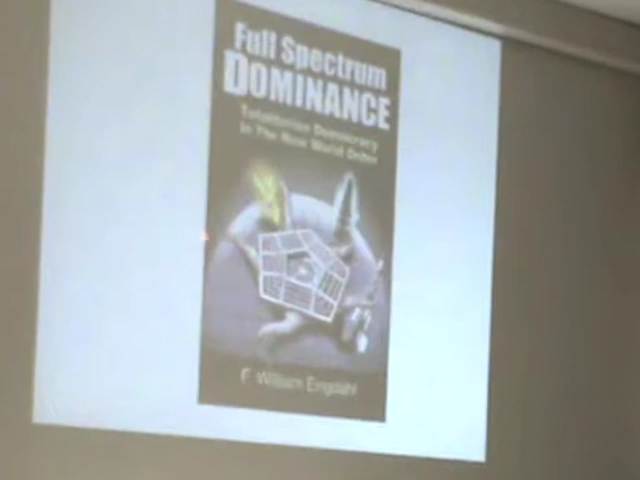 Full Spectrum
DOMINANCE
Totalitarian Democracy
In The New World Order
F. William Engdahl